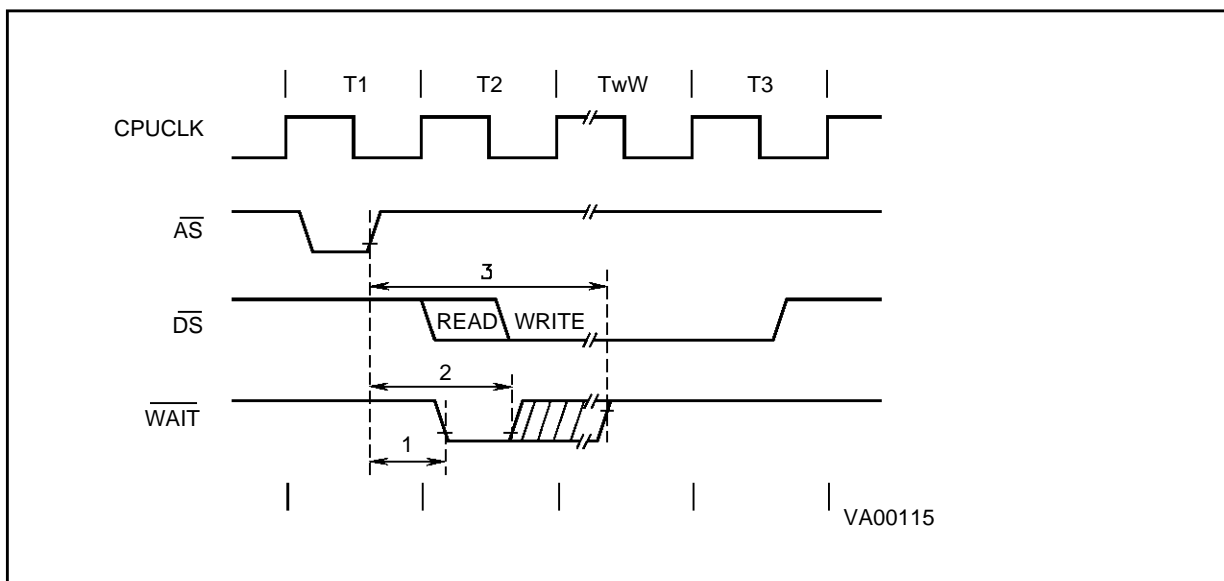 T1 T2 TwW T3
CPUCLK
AS
3
DS READ WRITE
2
WAIT
1
VA00115